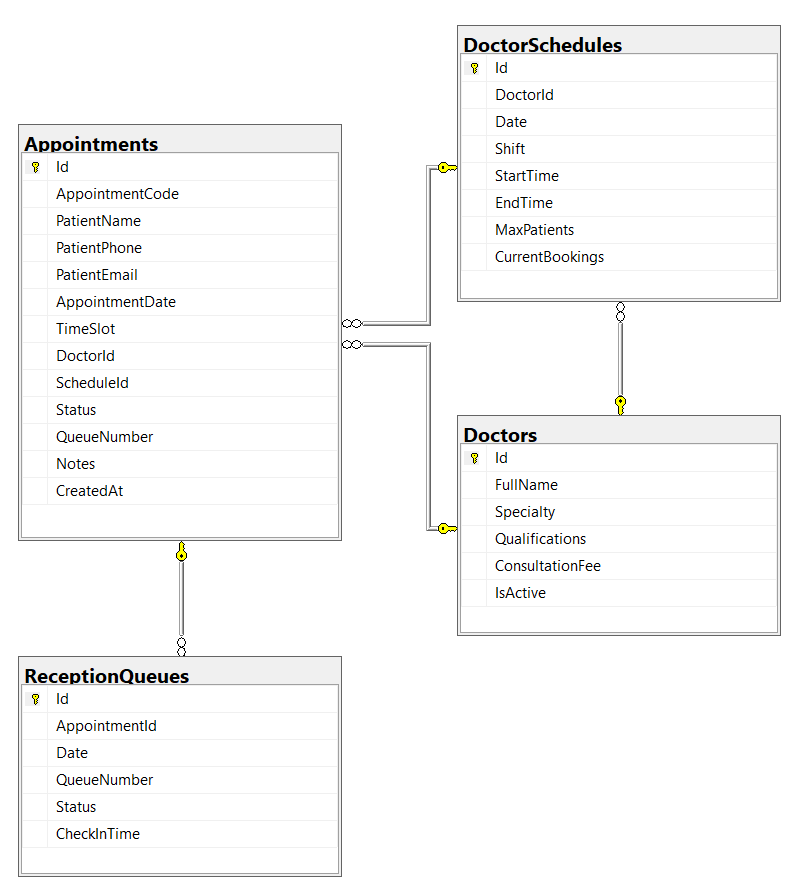 DoctorSchedules
Id
DoctorId
Date
Shift
StartTime
EndTime
MaxPatients
CurrentBookings
Appointments
Id
AppointmentCode
PatientName
PatientPhone
PatientEmail
AppointmentDate
TimeSlot
DoctorId
ScheduleId
Status
QueueNumber
Notes
CreatedAt
Doctors
Id
FullName
Specialty
Qualifications
ConsultationFee
IsActive
ReceptionQueues
Id
AppointmentId
Date
QueueNumber
Status
CheckInTime